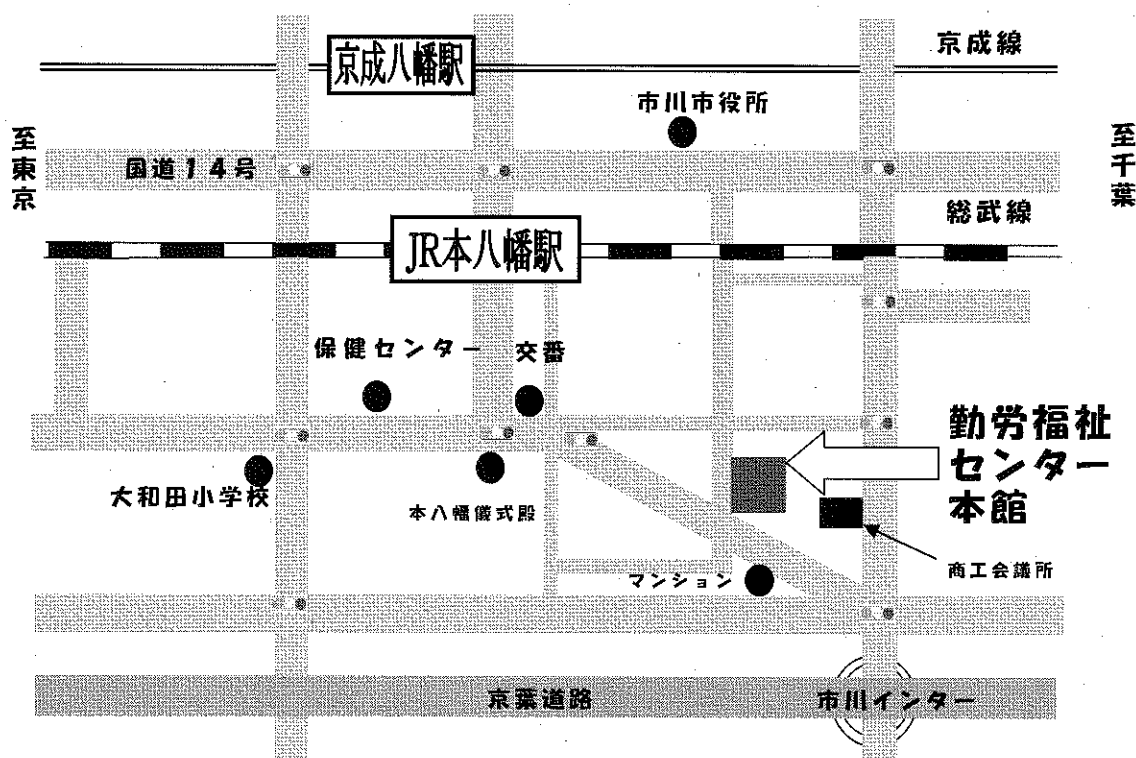 京成線
京成八幡駅
市川市役所
至東京
至千葉
国道14号
総武線
JR本八幡駅
保健センター
交番
勤労福祉
センター
本館
大和田小学校
本八幡儀式殿
商工会議所
マンション
京葉道路
市川インター